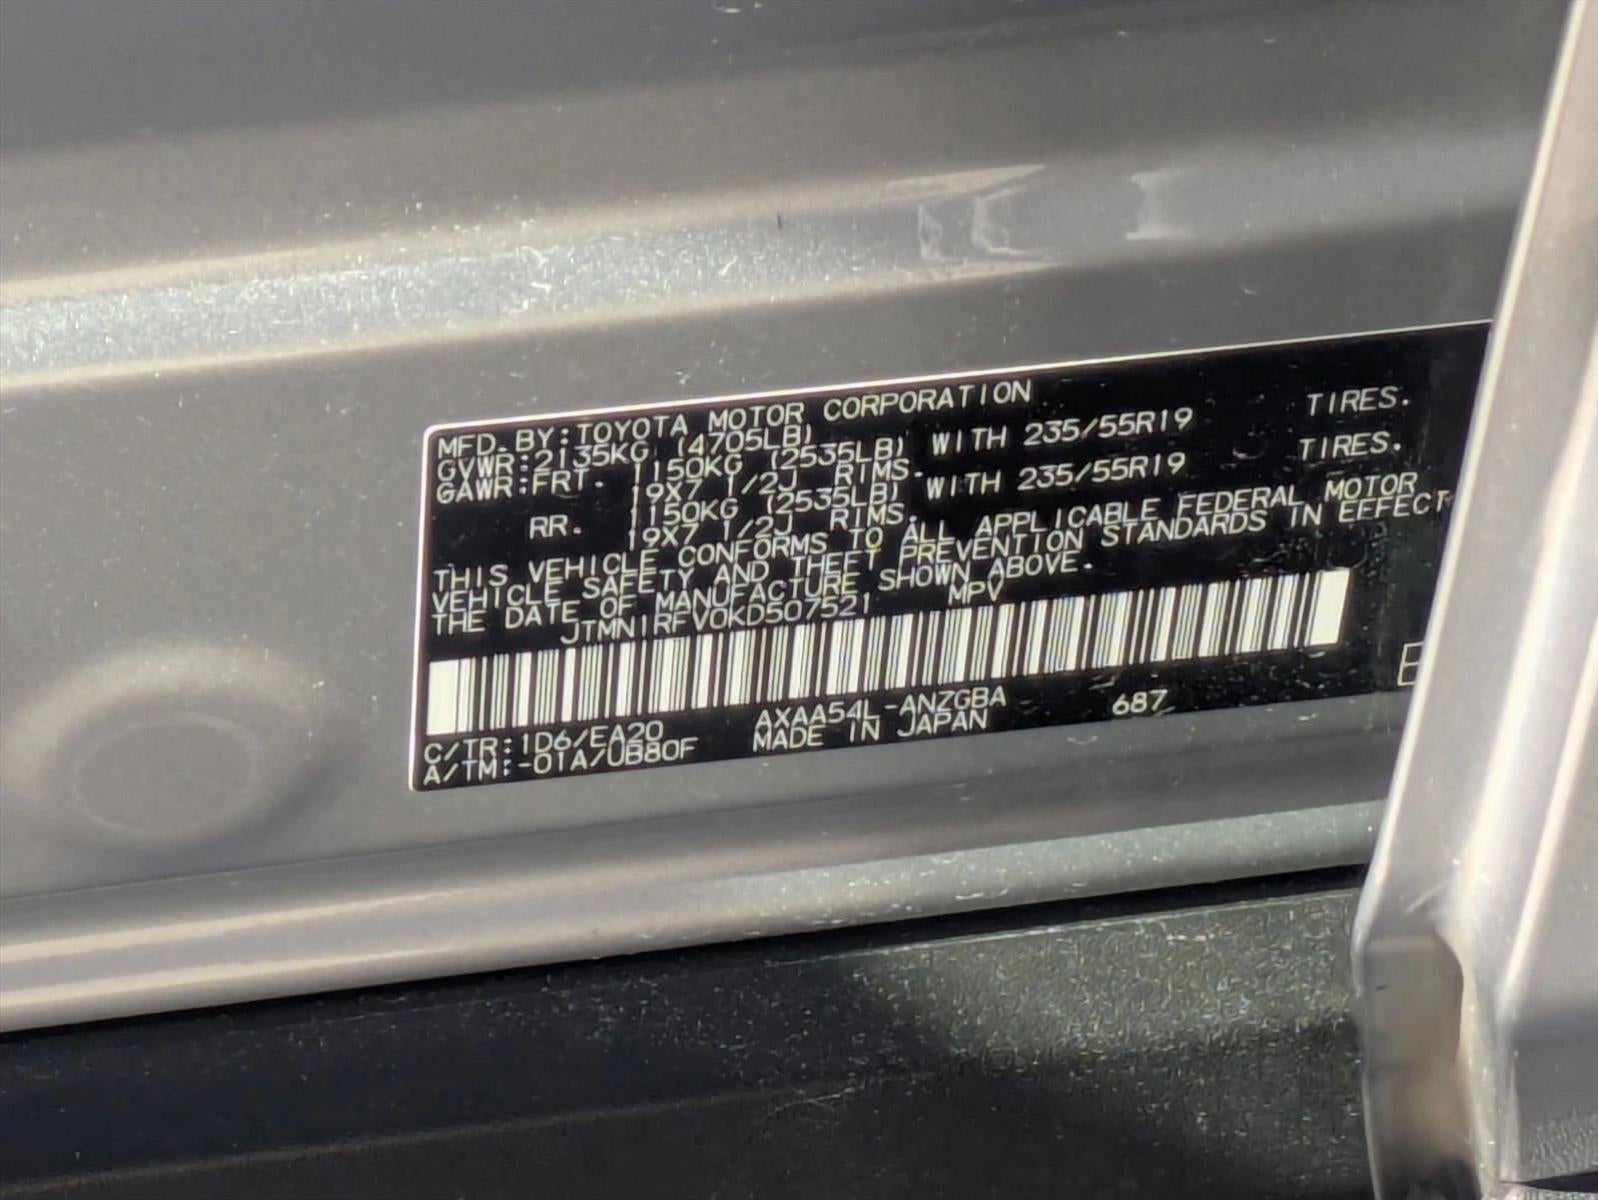 MFD. BY: TOYOTA MOTOR CORPORATION
GVWR: 2135KG (4705LB)
GAWR: FRT. 1150KG (2535LB) WITH 235/55R19 TIRES.
19X7 1/2J RIMS.
RR. 1150KG (2535LB) WITH 235/55R19 TIRES.
19X7 1/2J RIMS.
THIS VEHICLE CONFORMS TO ALL APPLICABLE FEDERAL MOTOR
VEHICLE SAFETY AND THEFT PREVENTION STANDARDS IN EFFECT
THE DATE OF MANUFACTURE SHOWN ABOVE.
JTMN1RFV0KD507521 MPV
C/TR: 1D6/EA20 AXAA54L-ANZGBA 687
A/TM: -01A/UB80F MADE IN JAPAN